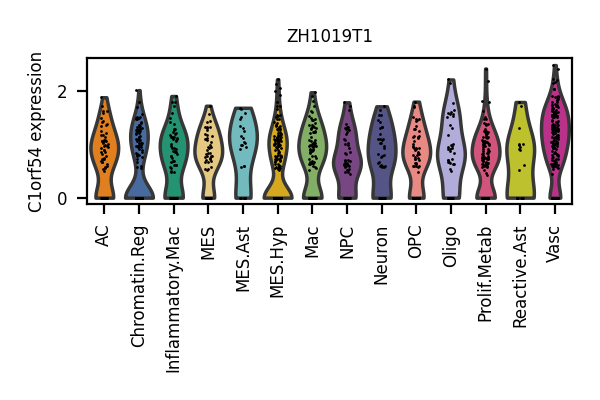 ZH1019T1
C1orf54 expression
2
0
AC
Chromatin.Reg
Inflammatory.Mac
MES
MES.Ast
MES.Hyp
Mac
NPC
Neuron
OPC
Oligo
Prolif.Metab
Reactive.Ast
Vasc